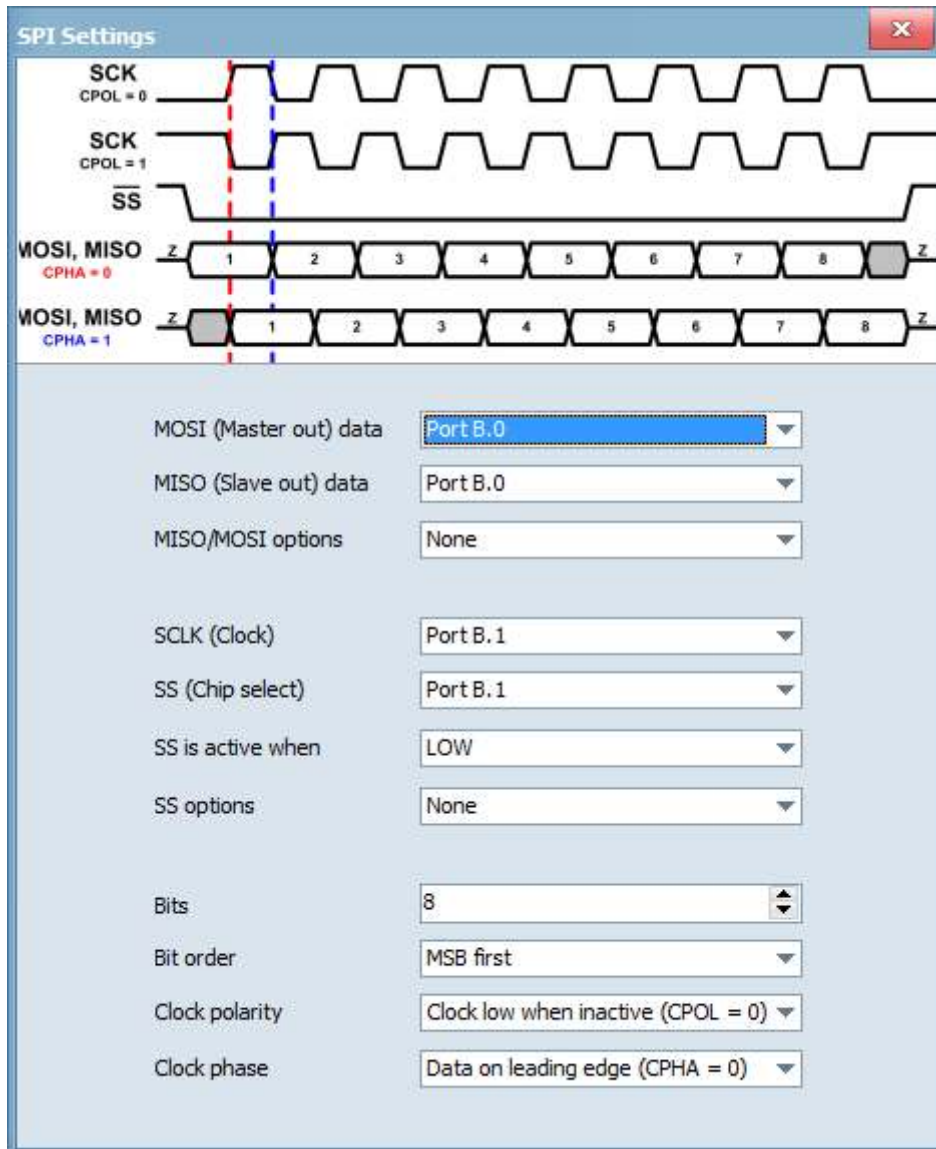 SPI Settings
SCK
CPOL = 0
SCK
CPOL = 1
SS
MOSI, MISO Z 1 2 3 4 5 6 7 8 Z
CPHA = 0
MOSI, MISO Z 1 2 3 4 5 6 7 8 Z
CPHA = 1
MOSI (Master out) data Port B.0
MISO (Slave out) data Port B.0
MISO/MOSI options None
SCLK (Clock) Port B.1
SS (Chip select) Port B.1
SS is active when LOW
SS options None
Bits 8
Bit order MSB first
Clock polarity Clock low when inactive (CPOL = 0)
Clock phase Data on leading edge (CPHA = 0)